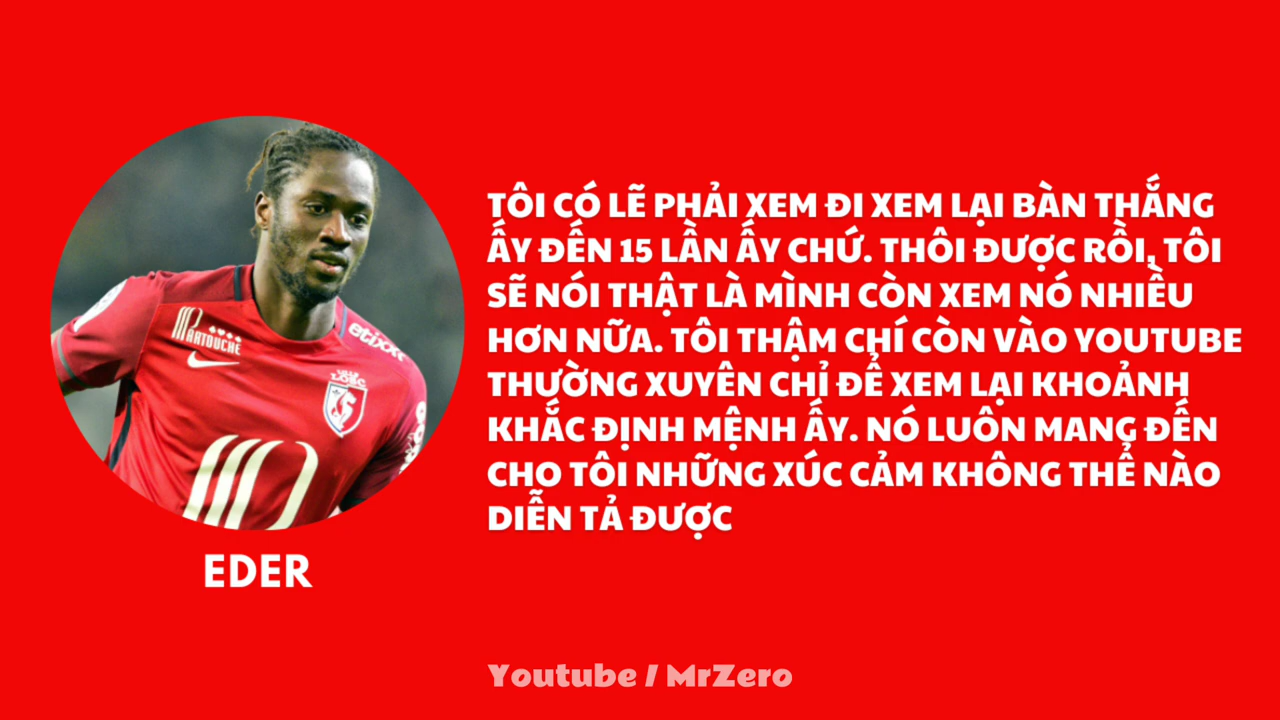 TÔI CÓ LẼ PHẢI XEM ĐI XEM LẠI BÀN THẮNG
ẤY ĐẾN 15 LẦN ẤY CHỨ. THÔI ĐƯỢC RỒI, TÔI
SẼ NÓI THẬT LÀ MÌNH CÒN XEM NÓ NHIỀU
HƠN NỮA. TÔI THẬM CHÍ CÒN VÀO YOUTUBE
THƯỜNG XUYÊN CHỈ ĐỂ XEM LẠI KHOẢNH
KHẮC ĐỊNH MỆNH ẤY. NÓ LUÔN MANG ĐẾN
CHO TÔI NHỮNG XÚC CẢM KHÔNG THỂ NÀO
DIỄN TẢ ĐƯỢC
MARTOUCHE
etixx
LOSC
EDER
Youtube / MrZero